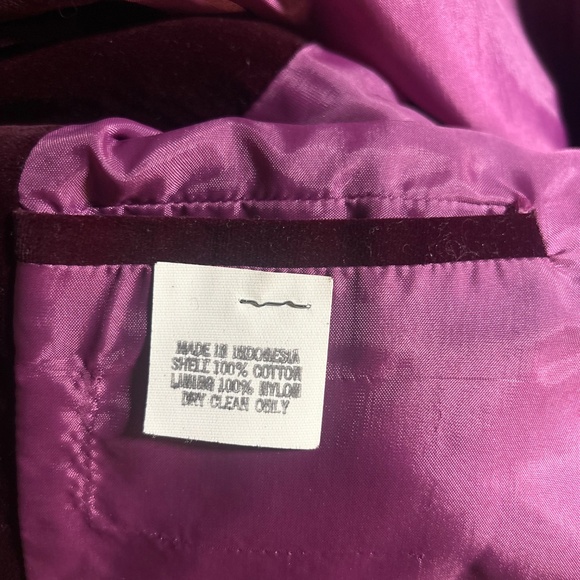 MADE IN INDONESIA
SHELL 100% COTTON
LINING 100% NYLON
DRY CLEAN ONLY